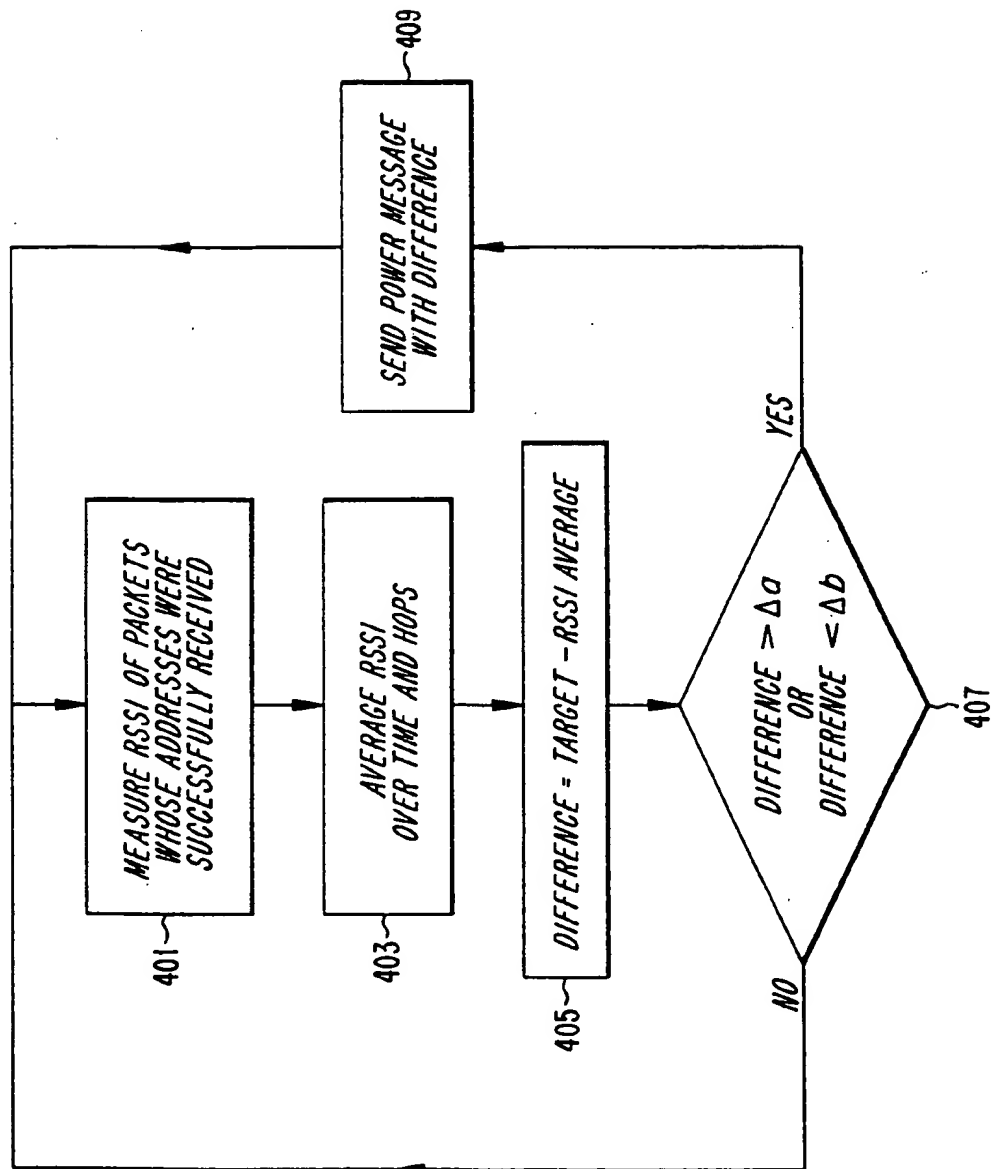 MEASURE RSSI OF PACKETS
WHOSE ADDRESSES WERE
SUCCESSFULLY RECEIVED
401
AVERAGE RSSI
OVER TIME AND HOPS
403
DIFFERENCE = TARGET -RSSI AVERAGE
405
DIFFERENCE > Δa
OR
DIFFERENCE < Δb
407
NO
YES
SEND POWER MESSAGE
WITH DIFFERENCE
409